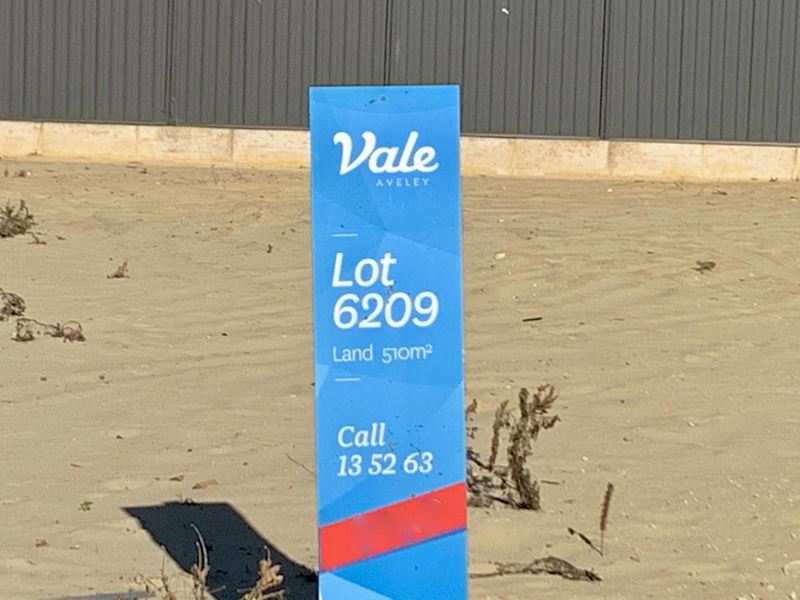 Vale
AVELEY
Lot
6209
Land 510m²
Call
13 52 63